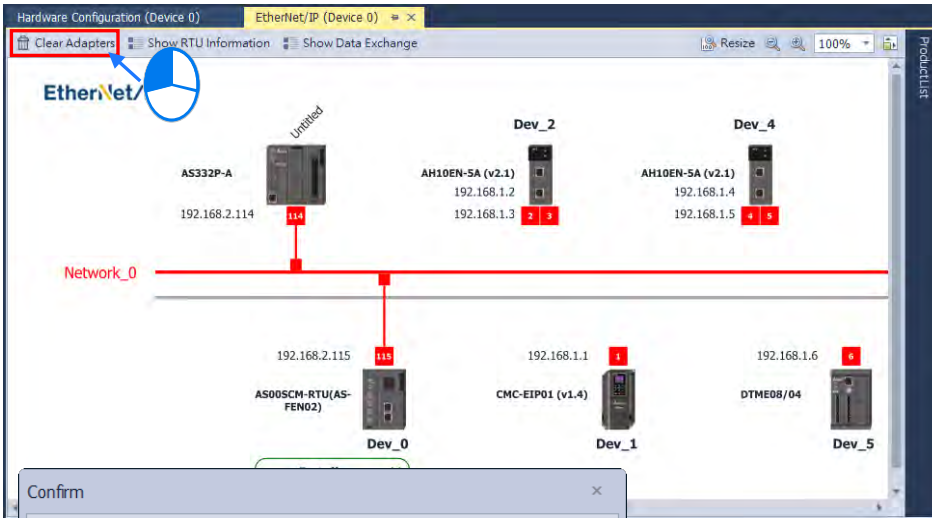 Hardware Configuration (Device 0)
EtherNet/IP (Device 0)
Clear Adapters
Show RTU Information
Show Data Exchange
Resize
100%
Product List
EtherNet/
Untitled
Dev_2
Dev_4
AS332P-A
AH10EN-5A (v2.1)
AH10EN-5A (v2.1)
192.168.1.2
192.168.1.4
192.168.2.114
114
192.168.1.3
2 3
192.168.1.5
4 5
Network_0
192.168.2.115
115
192.168.1.1
1
192.168.1.6
6
AS00SCM-RTU(AS-
FEN02)
CMC-EIP01 (v1.4)
DTME08/04
Dev_0
Dev_1
Dev_5
Confirm